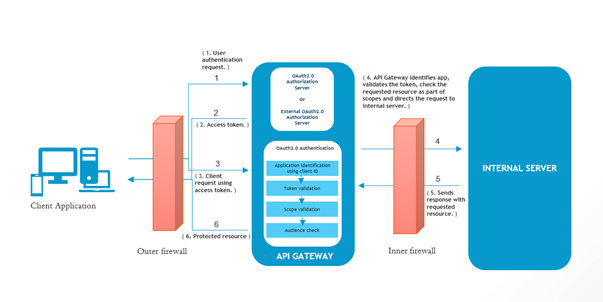 ( 1. User
authentication
request. )
1
2
( 2. Access token. )
3
( 3. Client
request using
access token. )
6
( 6. Protected resource )
Client Application
Outer firewall
OAuth2.0
Authorization
Server
Or
External OAuth2.0
Authorization
Server
OAuth2.0 Authentication
Application Identification
using client ID
Token validation
Scope validation
Audience check
API GATEWAY
( 4. API Gateway identifies app,
validates the token, check the
requested resource as part of
scopes and directs the request to
internal server. )
4
5
( 5. Sends
response with
requested
resource. )
Inner firewall
INTERNAL SERVER